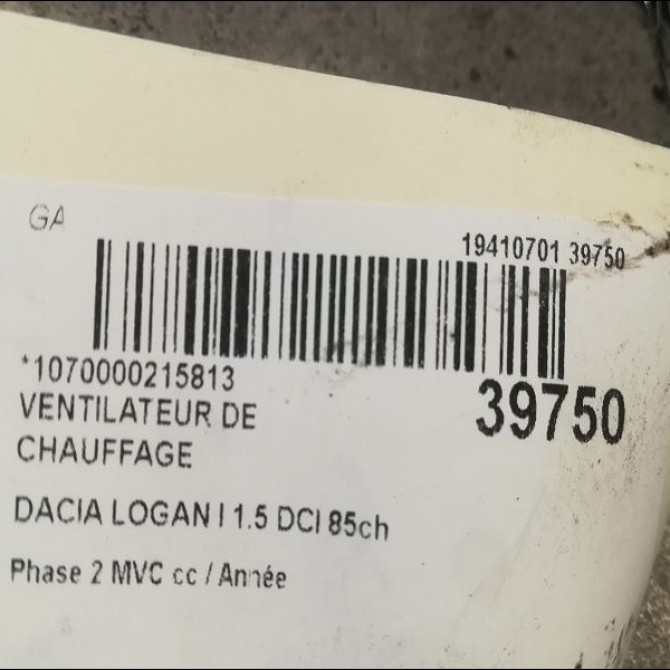 GA
19410701 39750
*1070000215813
39750
VENTILATEUR DE
CHAUFFAGE
DACIA LOGAN I 1.5 DCI 85ch
Phase 2 MVC cc / Année